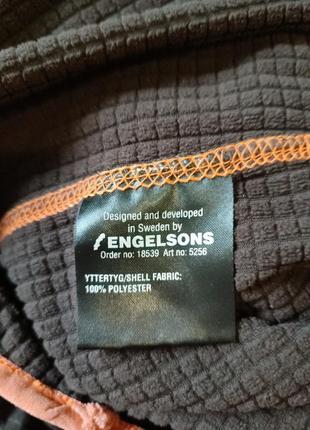 Designed and developed
in Sweden by
ENGELSONS
Order no: 18539 Art no: 5256
YTTERTYG/SHELL FABRIC:
100% POLYESTER